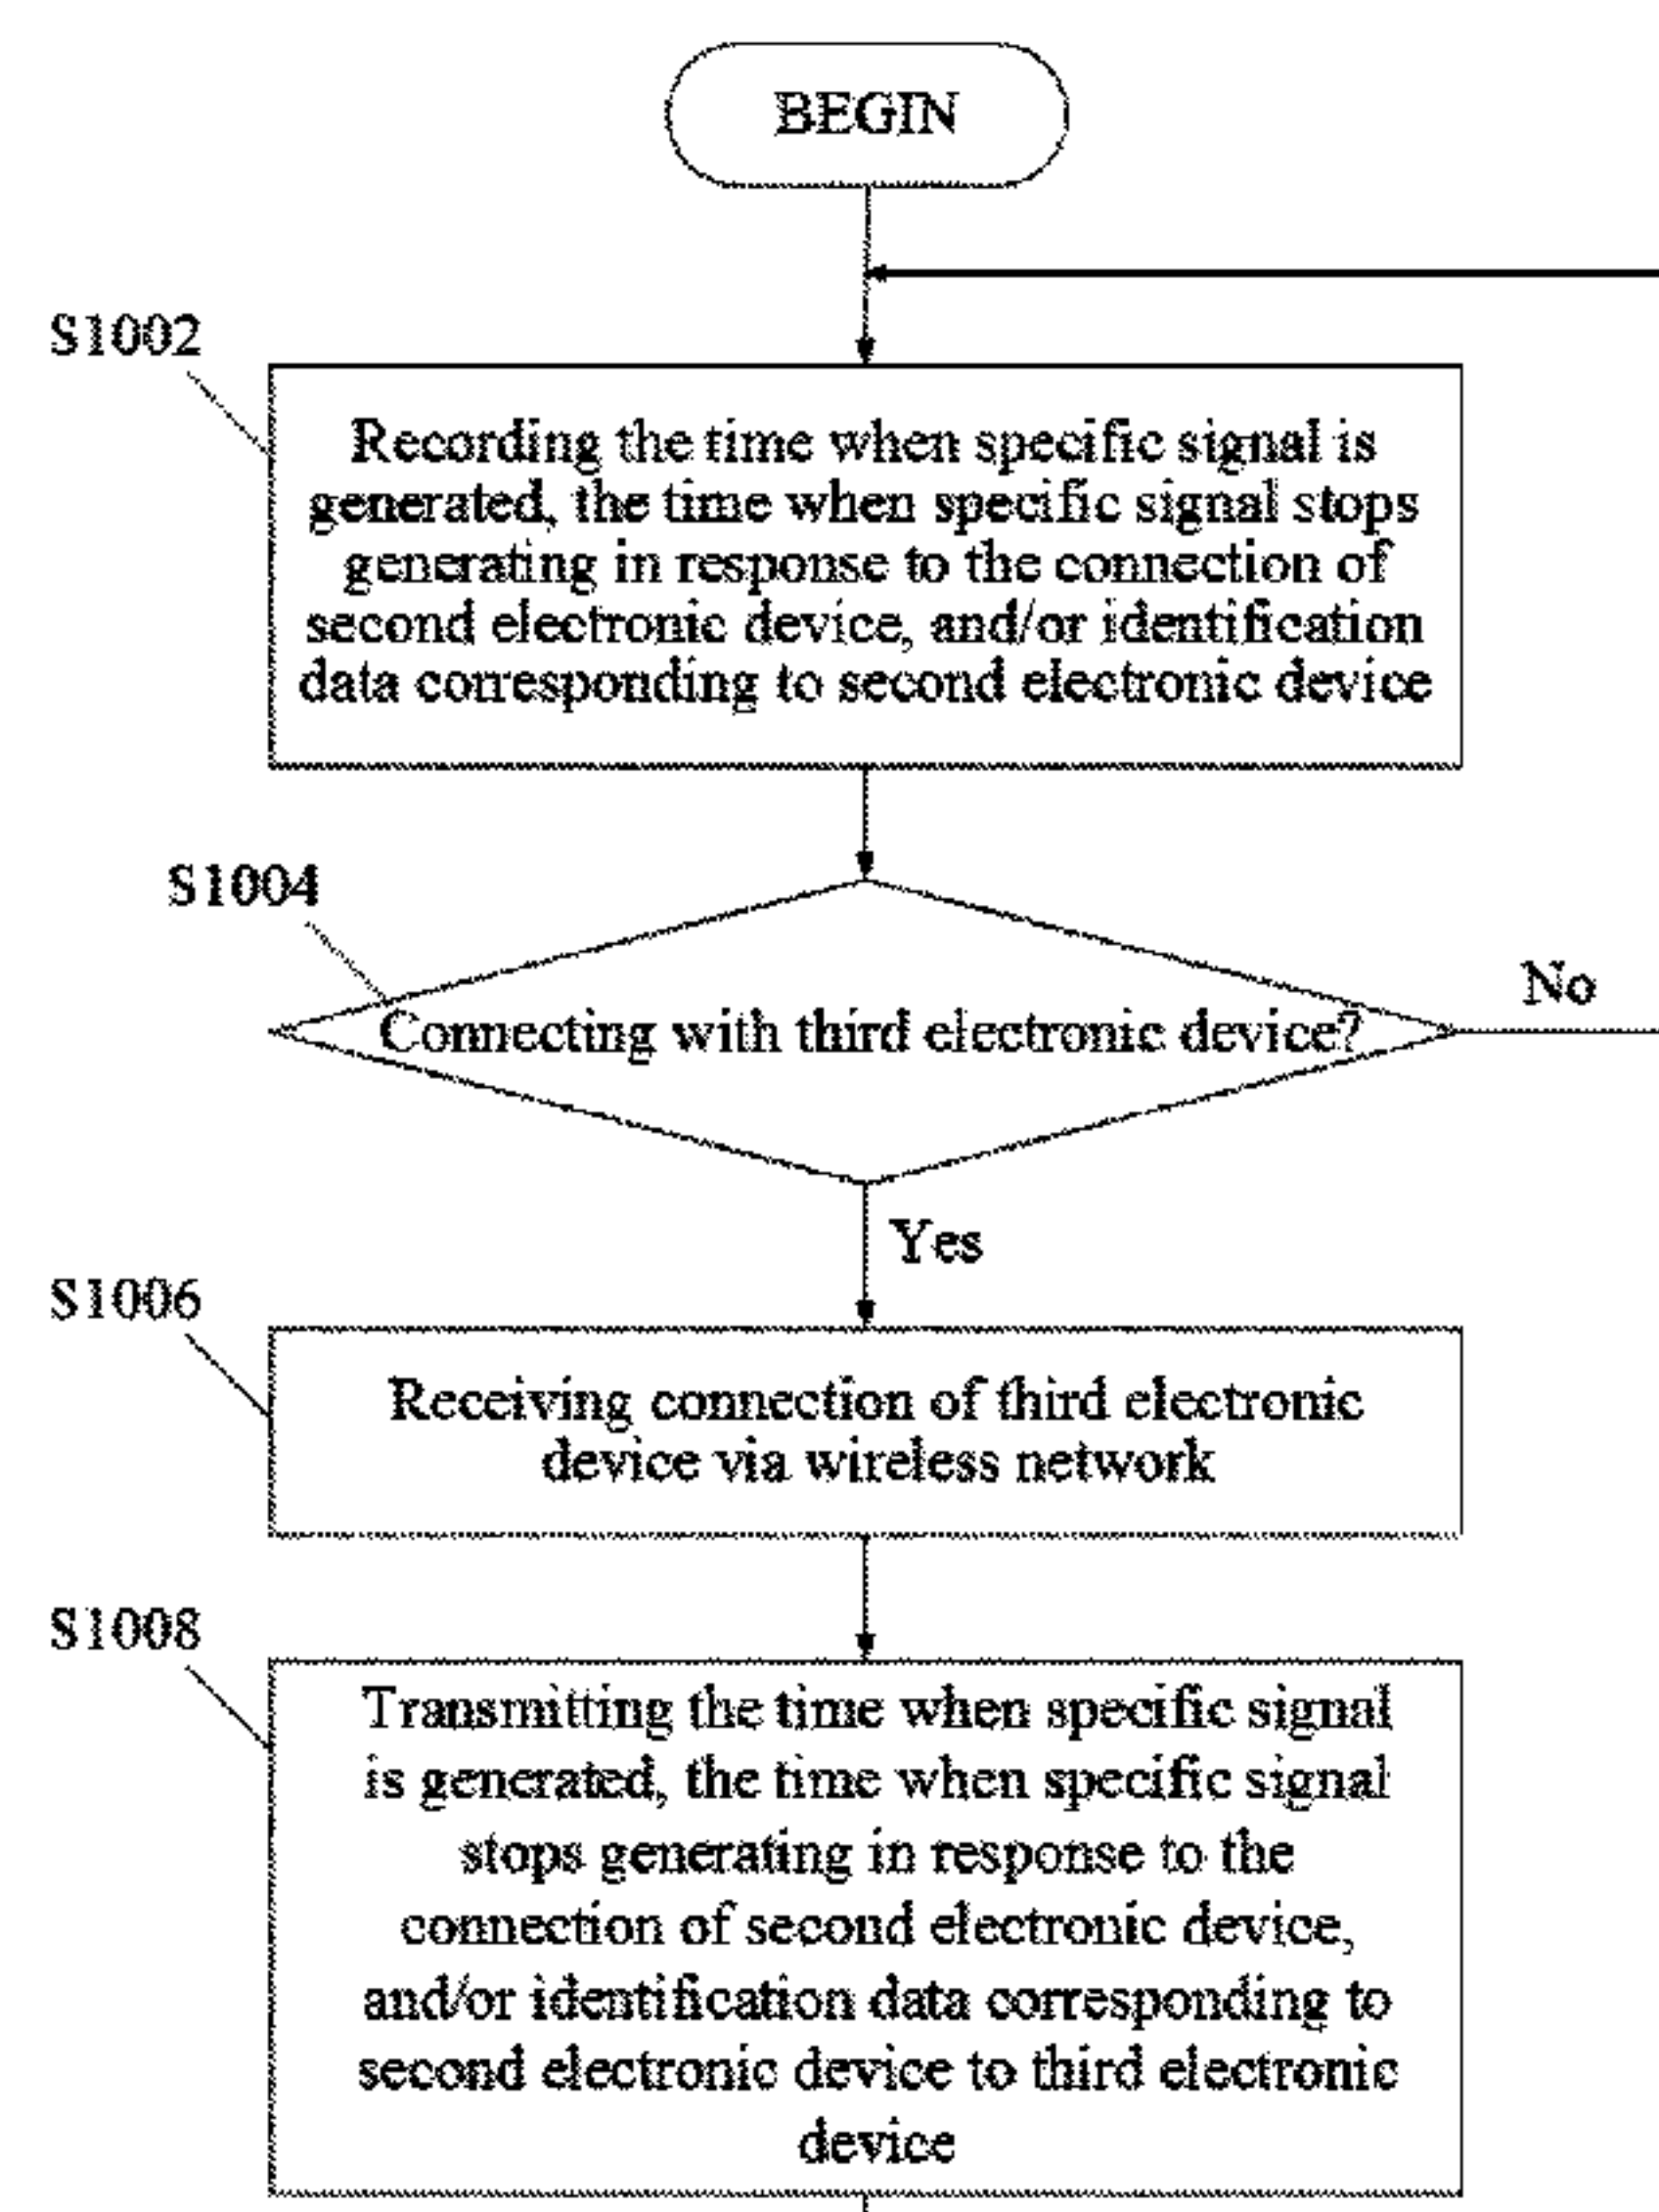 BEGIN
S1002
Recording the time when specific signal is
generated, the time when specific signal stops
generating in response to the connection of
second electronic device, and/or identification
data corresponding to second electronic device
S1004
Connecting with third electronic device?
No
Yes
S1006
Receiving connection of third electronic
device via wireless network
S1008
Transmitting the time when specific signal
is generated, the time when specific signal
stops generating in response to the
connection of second electronic device,
and/or identification data corresponding to
second electronic device to third electronic
device